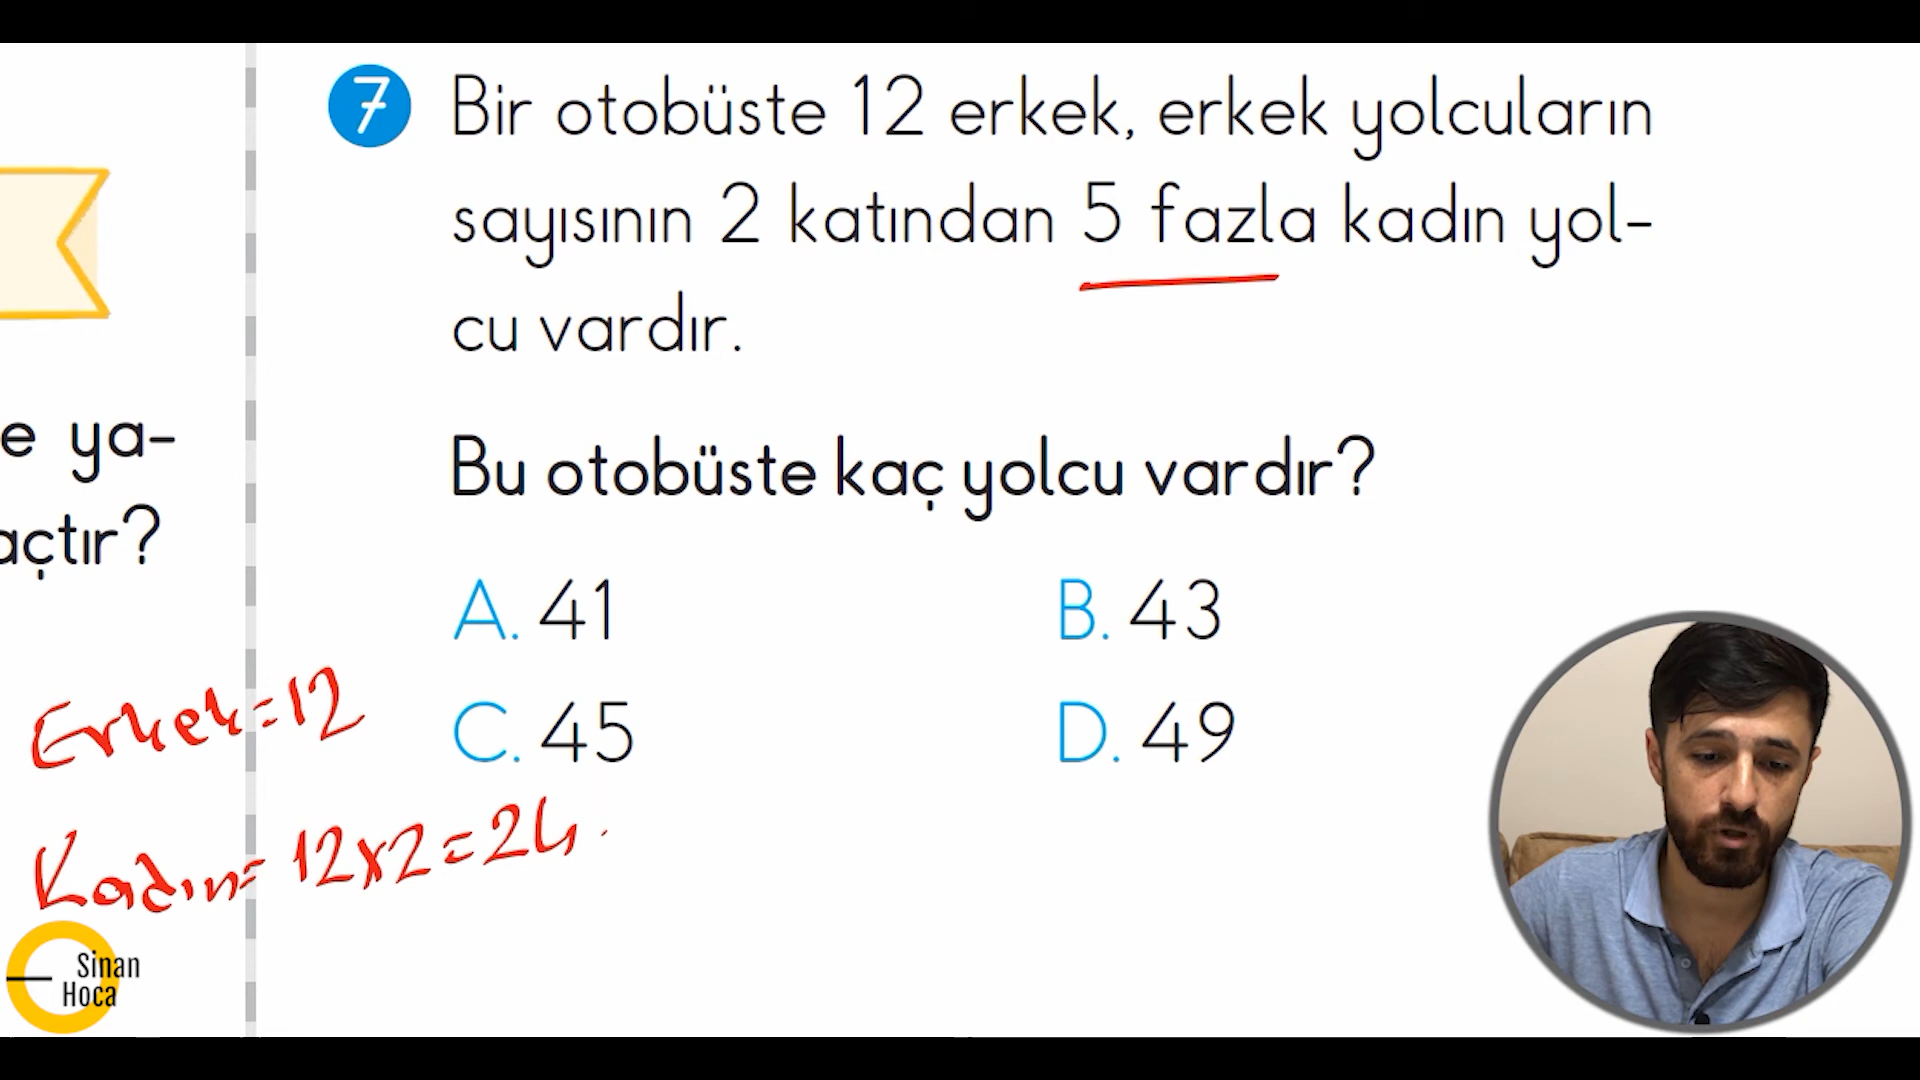 7 Bir otobüste 12 erkek, erkek yolcuların
sayısının 2 katından 5 fazla kadın yol-
cu vardır.
Bu otobüste kaç yolcu vardır?
A. 41
B. 43
C. 45
D. 49
e ya-
açtır?
Erkek=12
Kadın= 12x2=24
Sinan
Hoca